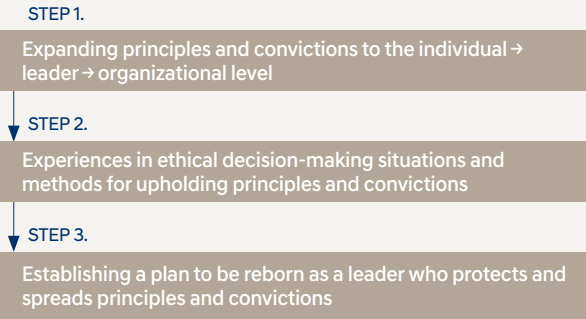 STEP 1.
Expanding principles and convictions to the individual →
leader → organizational level
STEP 2.
Experiences in ethical decision-making situations and
methods for upholding principles and convictions
STEP 3.
Establishing a plan to be reborn as a leader who protects and
spreads principles and convictions